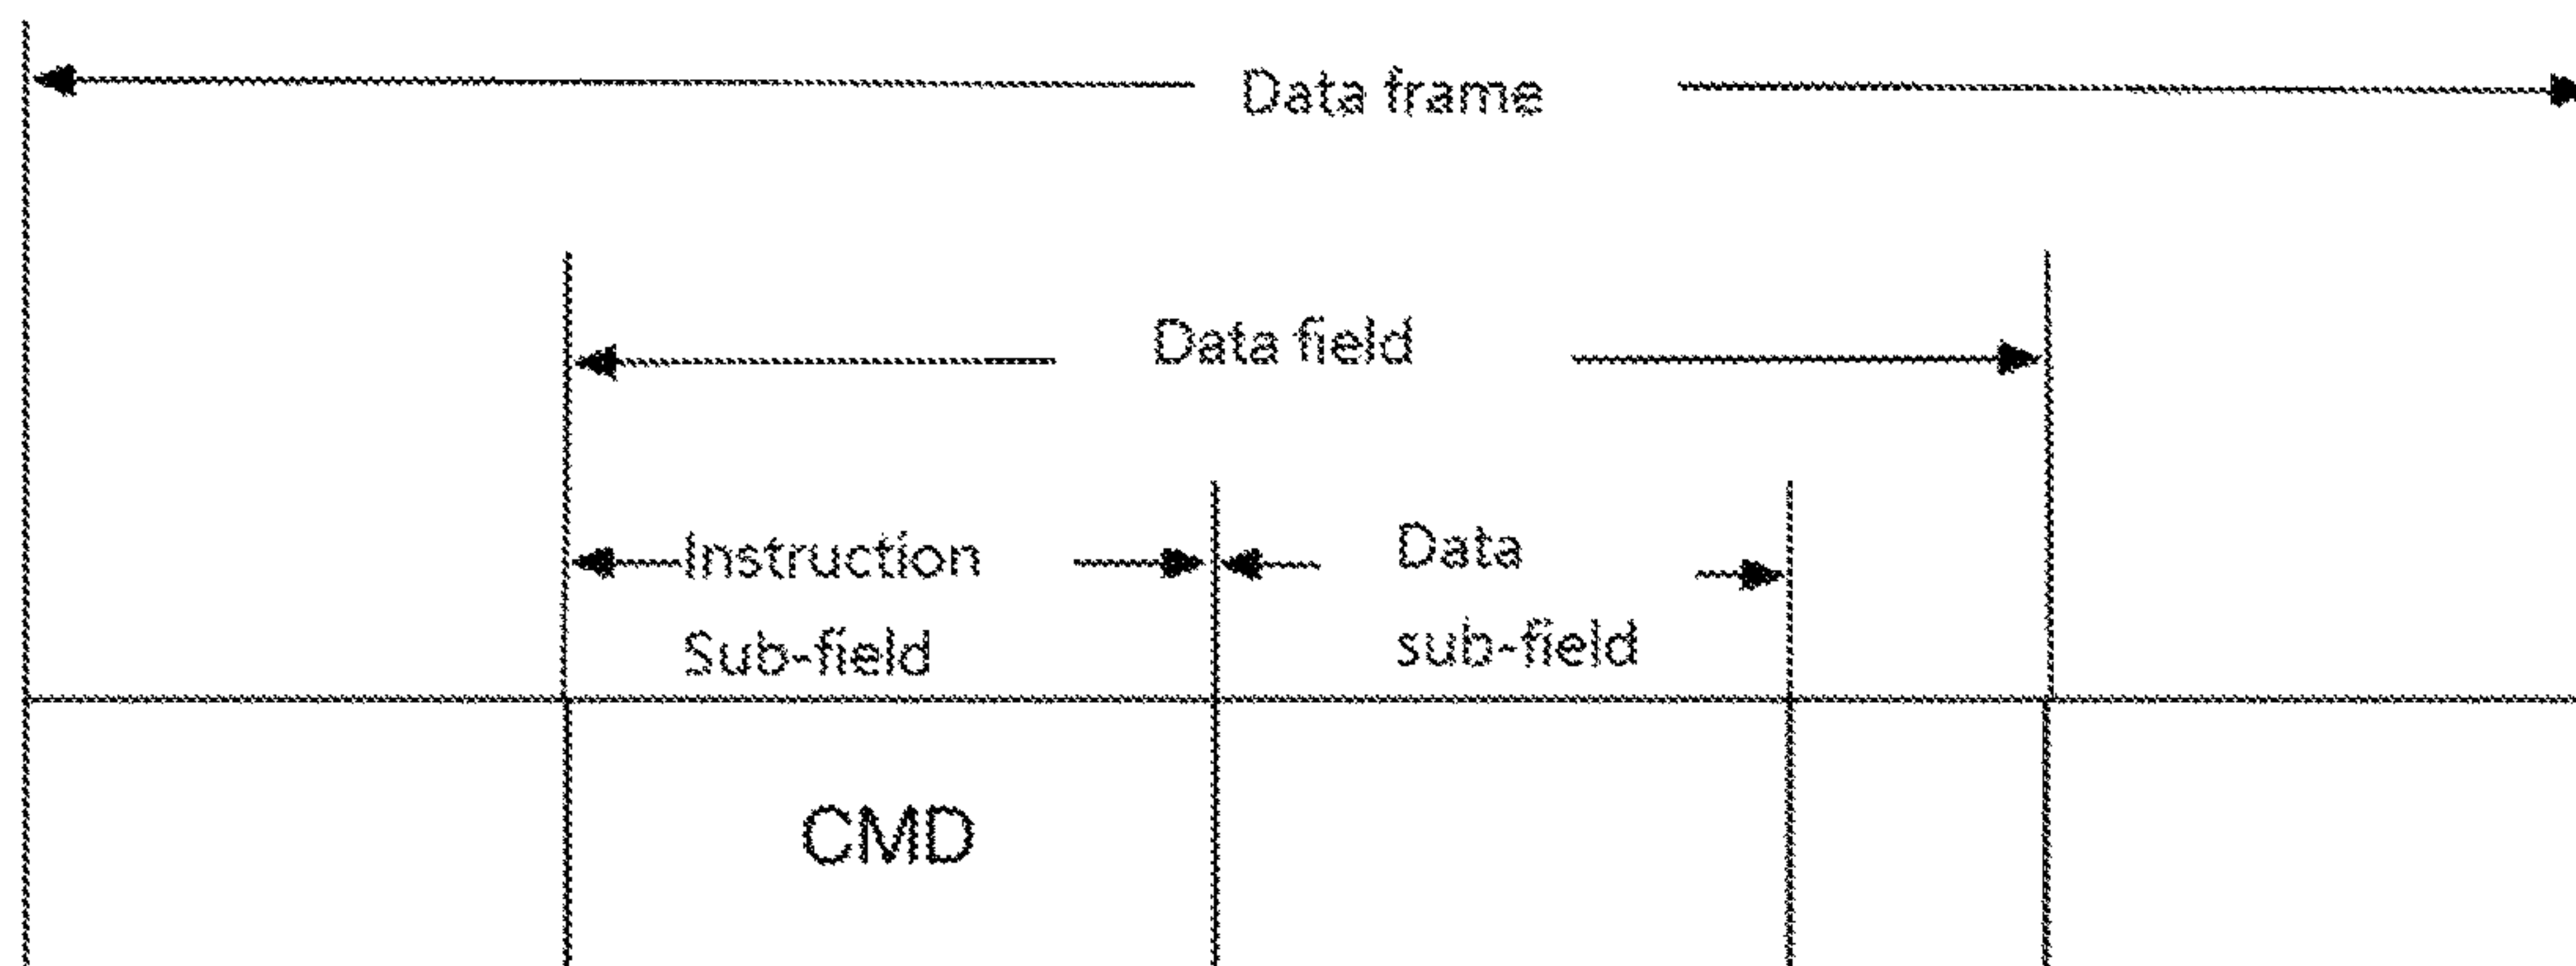 Data frame
Data field
Instruction
Sub-field
Data
sub-field
CMD